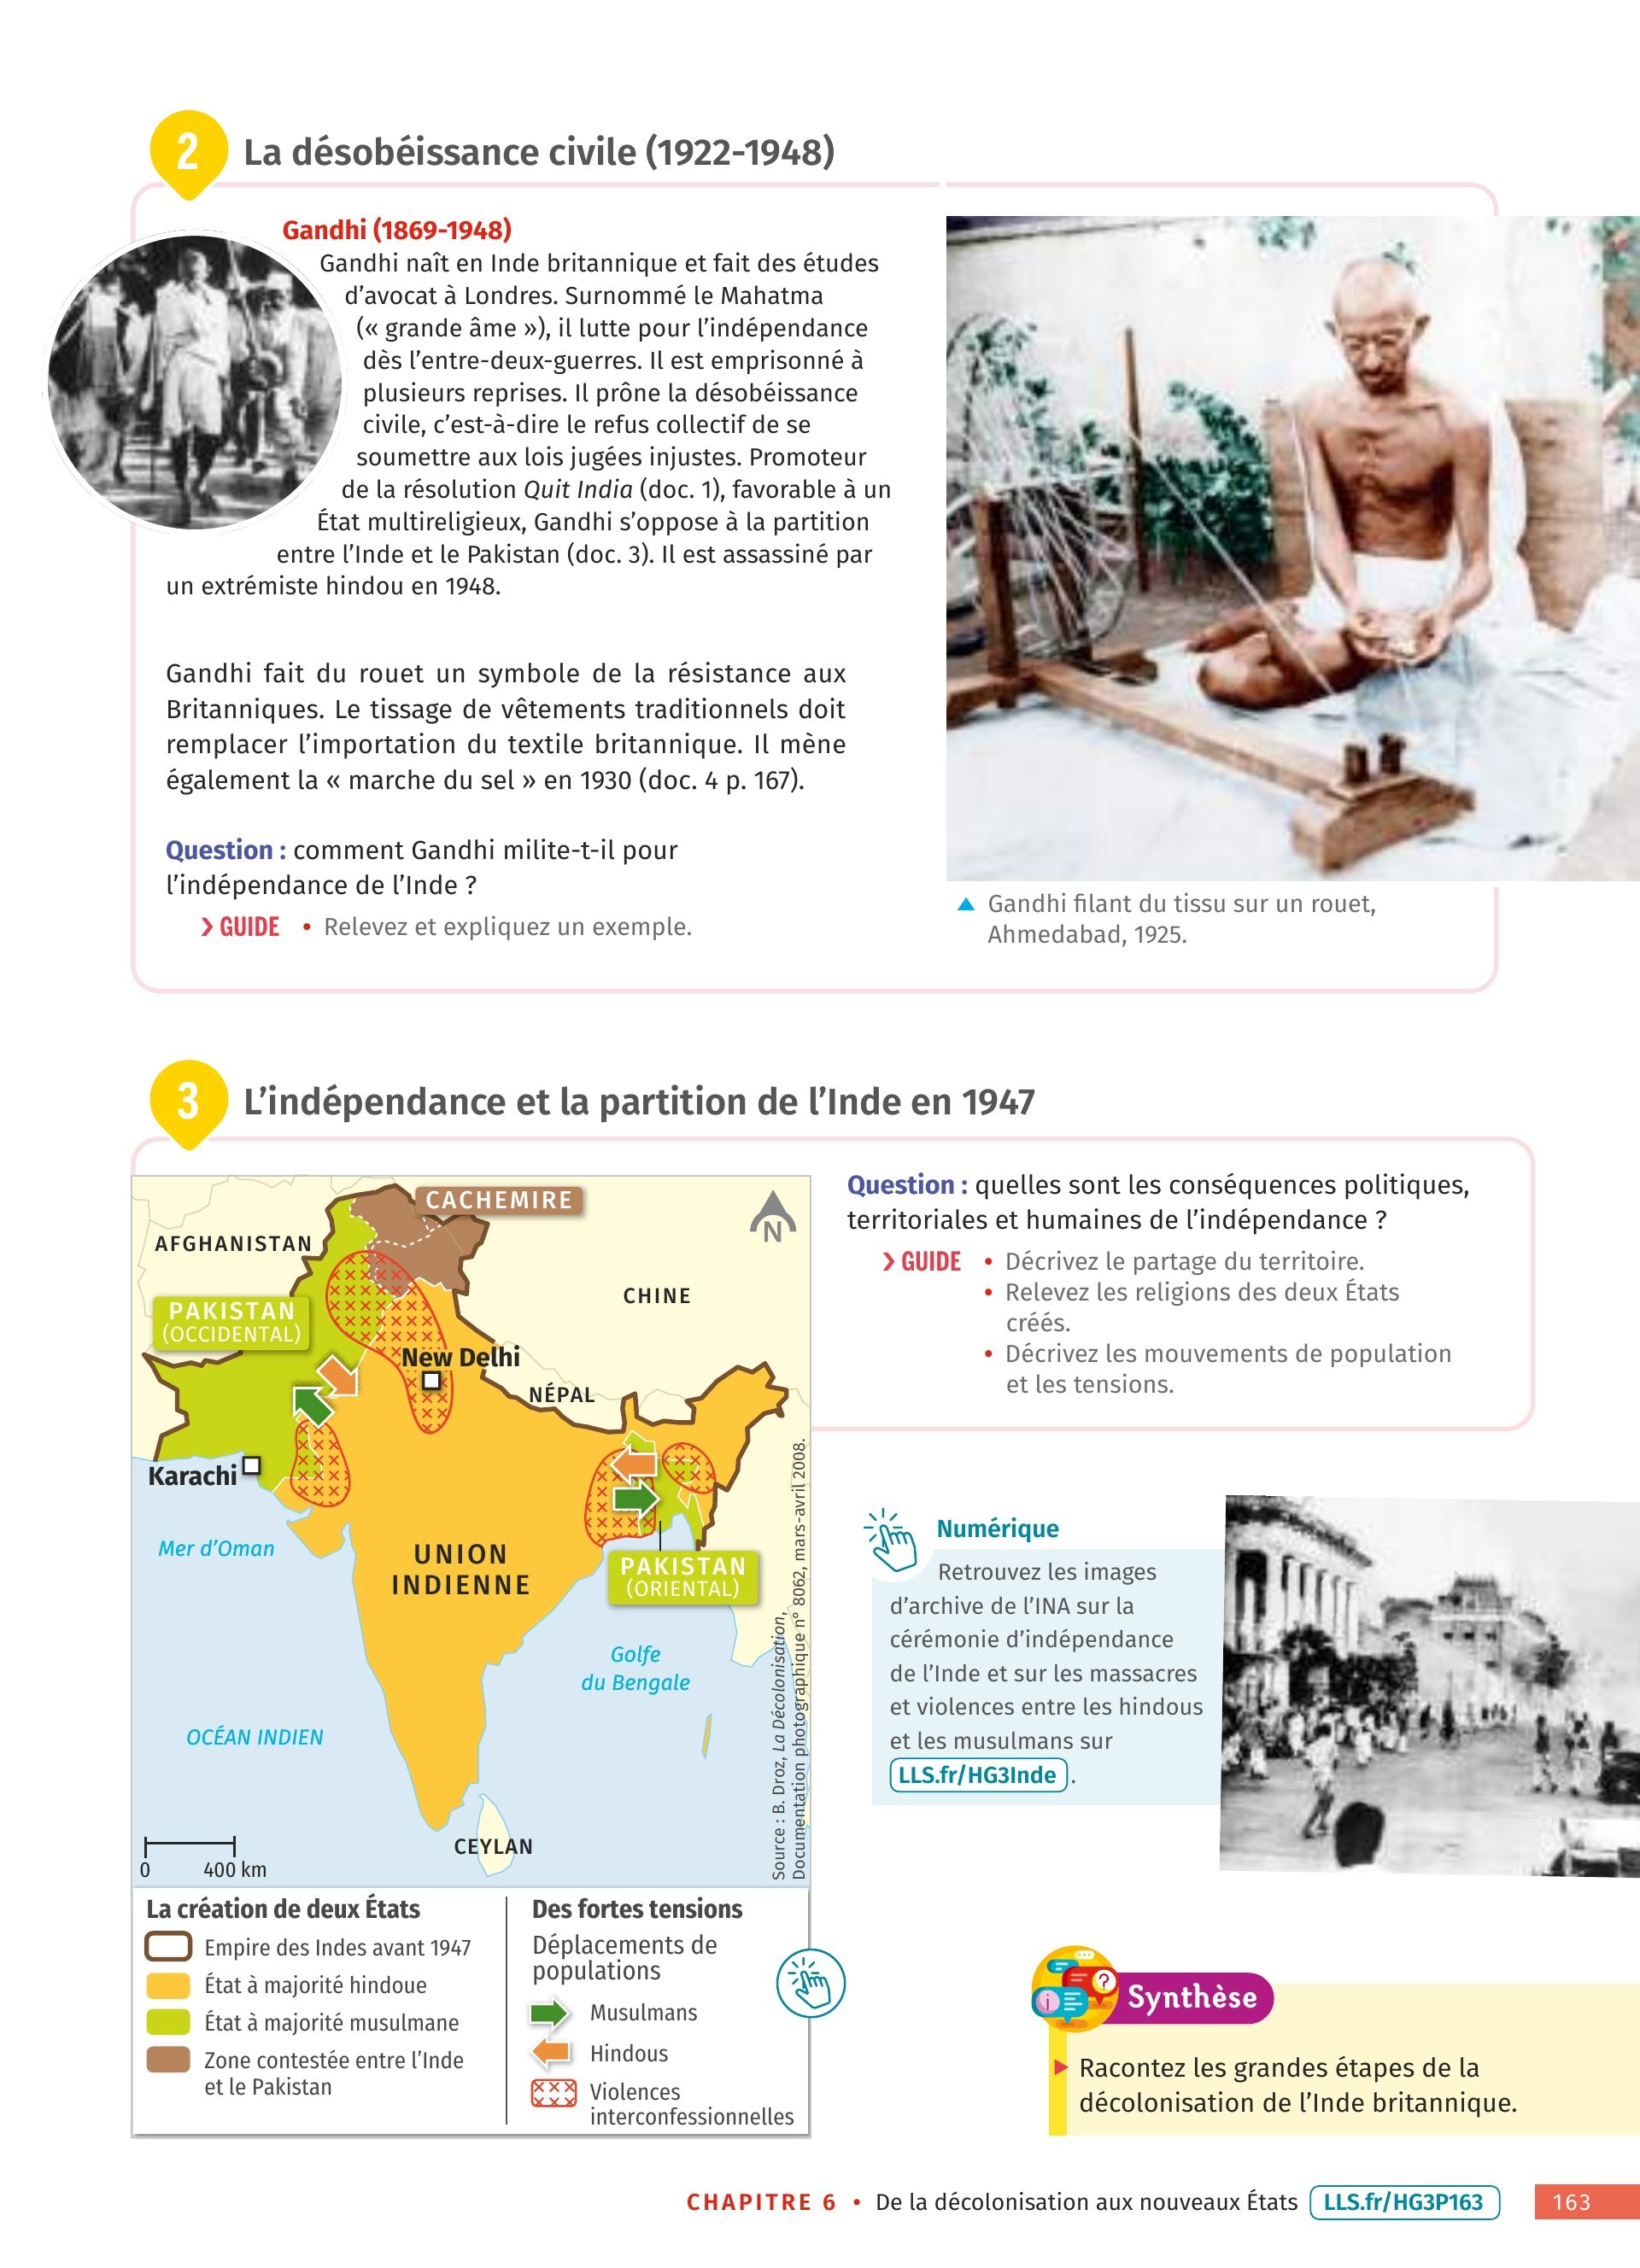 2
La désobéissance civile (1922-1948)
Gandhi (1869-1948)
Gandhi naît en Inde britannique et fait des études
d’avocat à Londres. Surnommé le Mahatma
(« grande âme »), il lutte pour l’indépendance
dès l’entre-deux-guerres. Il est emprisonné à
plusieurs reprises. Il prône la désobéissance
civile, c’est-à-dire le refus collectif de se
soumettre aux lois jugées injustes. Promoteur
de la résolution Quit India (doc. 1), favorable à un
État multireligieux, Gandhi s’oppose à la partition
entre l’Inde et le Pakistan (doc. 3). Il est assassiné par
un extrémiste hindou en 1948.
Gandhi fait du rouet un symbole de la résistance aux
Britanniques. Le tissage de vêtements traditionnels doit
remplacer l’importation du textile britannique. Il mène
également la « marche du sel » en 1930 (doc. 4 p. 167).
Question : comment Gandhi milite-t-il pour
l’indépendance de l’Inde ?
❯ GUIDE • Relevez et expliquez un exemple.
▲ Gandhi filant du tissu sur un rouet,
Ahmedabad, 1925.
3
L’indépendance et la partition de l’Inde en 1947
CACHEMIRE
N
AFGHANISTAN
CHINE
PAKISTAN
(OCCIDENTAL)
New Delhi
NÉPAL
Karachi
Mer d’Oman
UNION
INDIENNE
PAKISTAN
(ORIENTAL)
Golfe
du Bengale
OCÉAN INDIEN
CEYLAN
0 400 km
Source : B. Droz, La Décolonisation,
Documentation photographique n° 8062, mars-avril 2008.
La création de deux États
Empire des Indes avant 1947
État à majorité hindoue
État à majorité musulmane
Zone contestée entre l’Inde
et le Pakistan
Des fortes tensions
Déplacements de
populations
Musulmans
Hindous
Violences
interconfessionnelles
Question : quelles sont les conséquences politiques,
territoriales et humaines de l’indépendance ?
❯ GUIDE • Décrivez le partage du territoire.
• Relevez les religions des deux États
créés.
• Décrivez les mouvements de population
et les tensions.
Numérique
Retrouvez les images
d’archive de l’INA sur la
cérémonie d’indépendance
de l’Inde et sur les massacres
et violences entre les hindous
et les musulmans sur
LLS.fr/HG3Inde .
Synthèse
Racontez les grandes étapes de la
décolonisation de l’Inde britannique.
CHAPITRE 6 • De la décolonisation aux nouveaux États LLS.fr/HG3P163 163